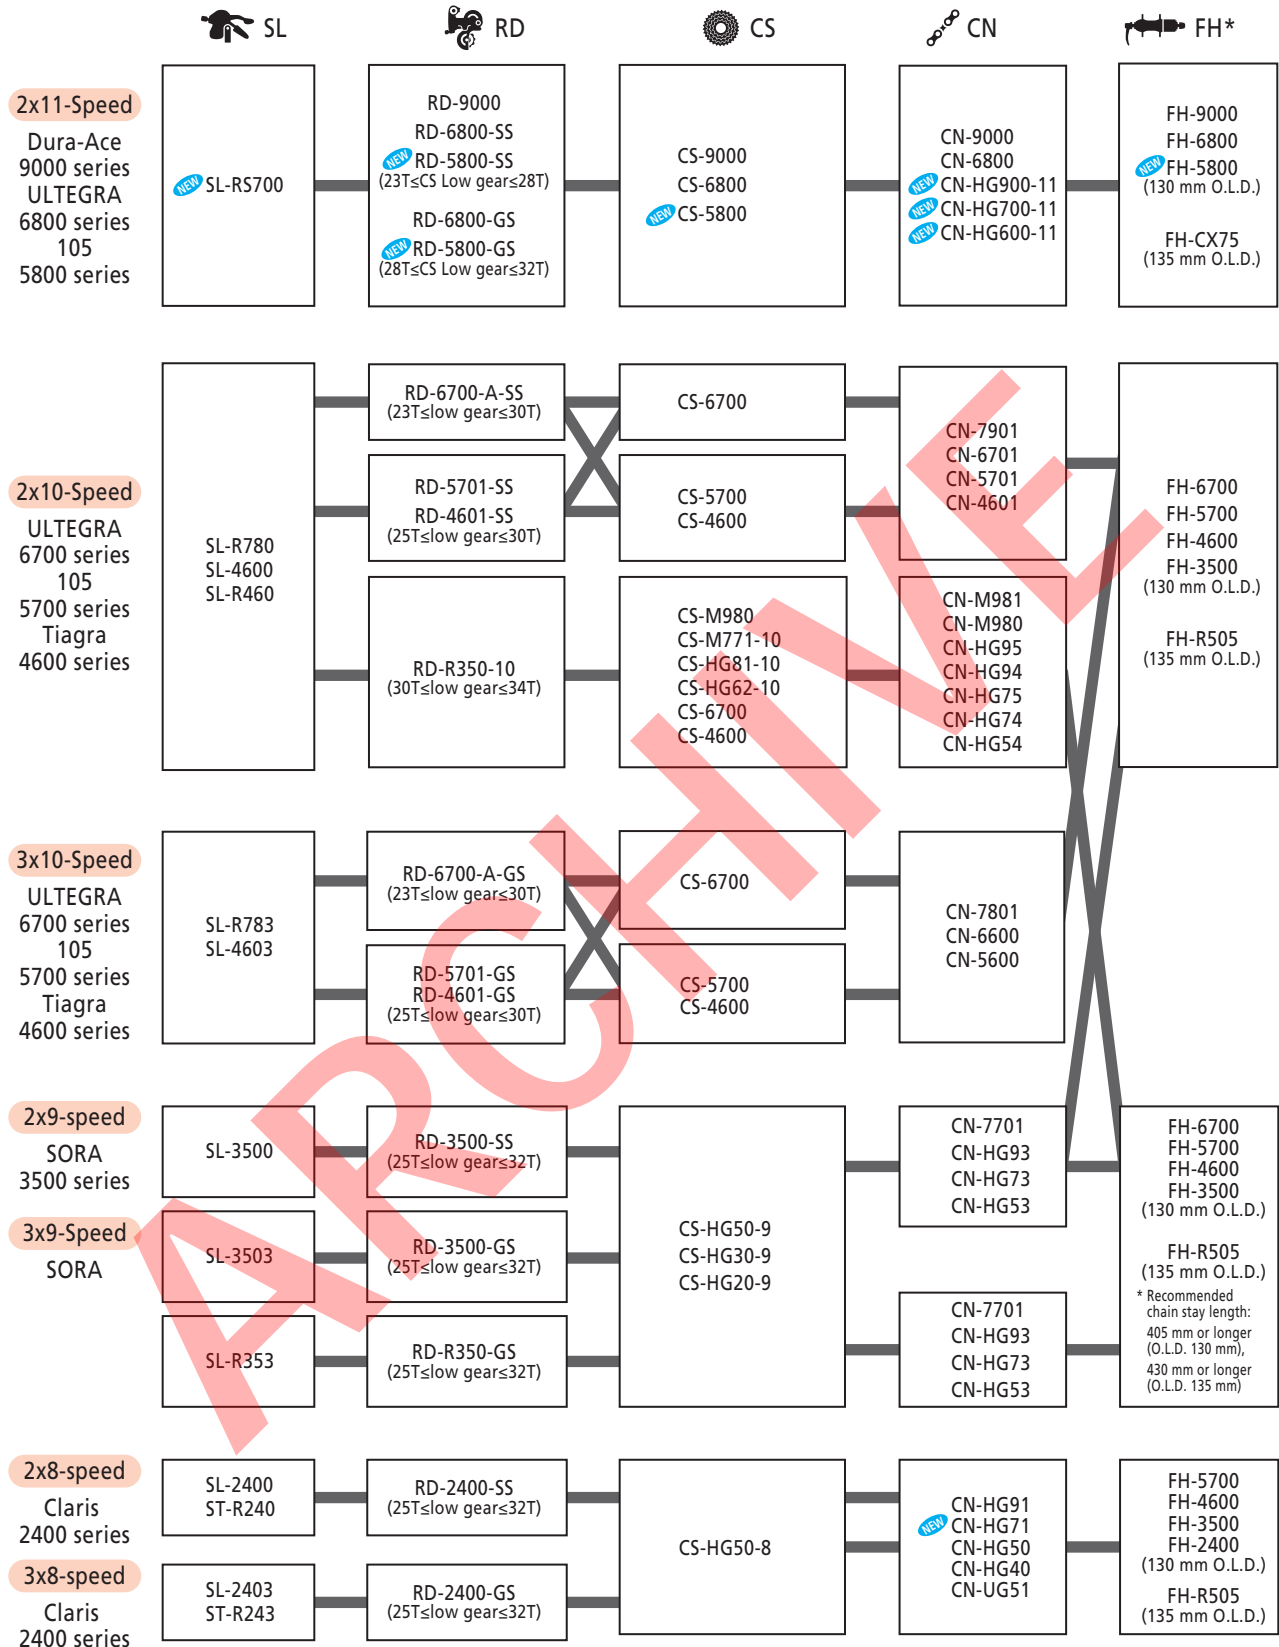 SL
RD
CS
CN
FH*
2x11-Speed
Dura-Ace
9000 series
ULTEGRA
6800 series
105
5800 series
NEW SL-RS700
RD-9000
RD-6800-SS
NEW RD-5800-SS
(23T≤CS Low gear≤28T)
RD-6800-GS
NEW RD-5800-GS
(28T≤CS Low gear≤32T)
CS-9000
CS-6800
NEW CS-5800
CN-9000
CN-6800
NEW CN-HG900-11
NEW CN-HG700-11
NEW CN-HG600-11
FH-9000
FH-6800
NEW FH-5800
(130 mm O.L.D.)
FH-CX75
(135 mm O.L.D.)
2x10-Speed
ULTEGRA
6700 series
105
5700 series
Tiagra
4600 series
SL-R780
SL-4600
SL-R460
RD-6700-A-SS
(23T≤low gear≤30T)
RD-5701-SS
RD-4601-SS
(25T≤low gear≤30T)
RD-R350-10
(30T≤low gear≤34T)
CS-6700
CS-5700
CS-4600
CS-M980
CS-M771-10
CS-HG81-10
CS-HG62-10
CS-6700
CS-4600
CN-7901
CN-6701
CN-5701
CN-4601
CN-M981
CN-M980
CN-HG95
CN-HG94
CN-HG75
CN-HG74
CN-HG54
FH-6700
FH-5700
FH-4600
FH-3500
(130 mm O.L.D.)
FH-R505
(135 mm O.L.D.)
3x10-Speed
ULTEGRA
6700 series
105
5700 series
Tiagra
4600 series
SL-R783
SL-4603
RD-6700-A-GS
(23T≤low gear≤30T)
RD-5701-GS
RD-4601-GS
(25T≤low gear≤30T)
CS-6700
CS-5700
CS-4600
CN-7801
CN-6600
CN-5600
2x9-speed
SORA
3500 series
3x9-Speed
SORA
SL-3500
SL-3503
SL-R353
RD-3500-SS
(25T≤low gear≤32T)
RD-3500-GS
(25T≤low gear≤32T)
RD-R350-GS
(25T≤low gear≤32T)
CS-HG50-9
CS-HG30-9
CS-HG20-9
CN-7701
CN-HG93
CN-HG73
CN-HG53
CN-7701
CN-HG93
CN-HG73
CN-HG53
FH-6700
FH-5700
FH-4600
FH-3500
(130 mm O.L.D.)
FH-R505
(135 mm O.L.D.)
* Recommended
chain stay length:
405 mm or longer
(O.L.D. 130 mm),
430 mm or longer
(O.L.D. 135 mm)
2x8-speed
Claris
2400 series
3x8-speed
Claris
2400 series
SL-2400
ST-R240
SL-2403
ST-R243
RD-2400-SS
(25T≤low gear≤32T)
RD-2400-GS
(25T≤low gear≤32T)
CS-HG50-8
CN-HG91
NEW CN-HG71
CN-HG50
CN-HG40
CN-UG51
FH-5700
FH-4600
FH-3500
FH-2400
(130 mm O.L.D.)
FH-R505
(135 mm O.L.D.)
ARCHIVE